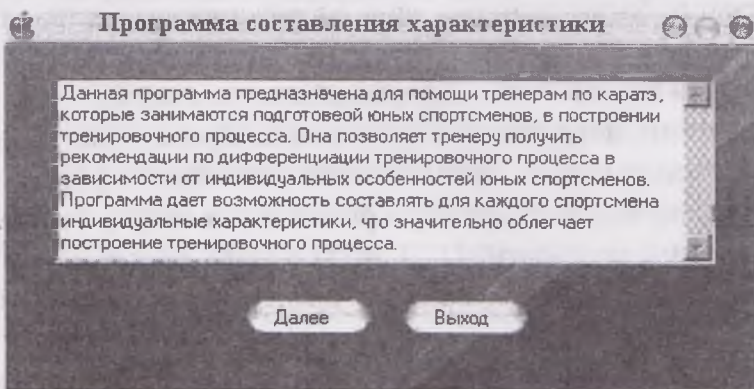 Программа составления характеристики
Данная программа предназначена для помощи тренерам по каратэ,
которые занимаются подготовеой юных спортсменов, в построении
тренировочного процесса. Она позволяет тренеру получить
рекомендации по дифференциации тренировочного процесса в
зависимости от индивидуальных особенностей юных спортсменов.
Программа дает возможность составлять для каждого спортсмена
индивидуальные характеристики, что значительно облегчает
построение тренировочного процесса.
Далее Выход